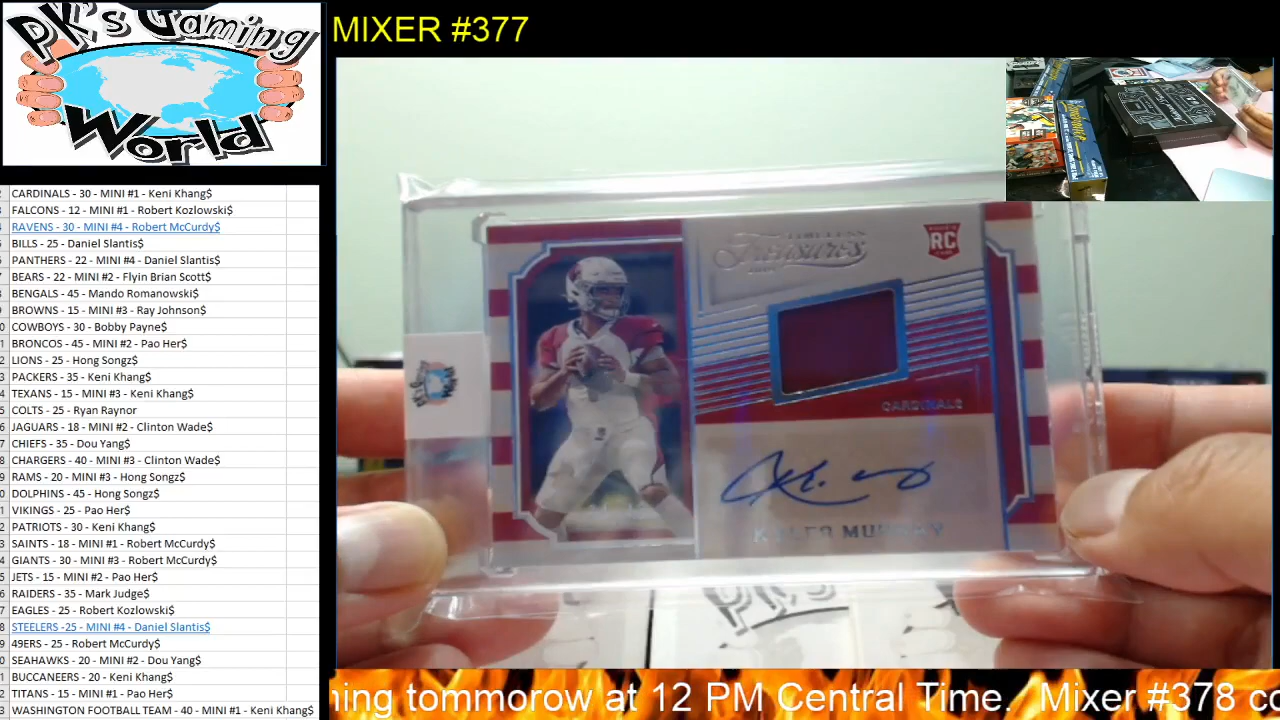 PK's Gaming
World
MIXER #377
CARDINALS - 30 - MINI #1 - Keni Khang$
FALCONS - 12 - MINI #1 - Robert Kozlowski$
RAVENS - 30 - MINI #4 - Robert McCurdy$
BILLS - 25 - Daniel Slantis$
PANTHERS - 22 - MINI #4 - Daniel Slantis$
BEARS - 22 - MINI #2 - Flyin Brian Scott$
BENGALS - 45 - Mando Romanowski$
BROWNS - 15 - MINI #3 - Ray Johnson$
COWBOYS - 30 - Bobby Payne$
BRONCOS - 45 - MINI #2 - Pao Her$
LIONS - 25 - Hong Songz$
PACKERS - 35 - Keni Khang$
TEXANS - 15 - MINI #3 - Keni Khang$
COLTS - 25 - Ryan Raynor
JAGUARS - 18 - MINI #2 - Clinton Wade$
CHIEFS - 35 - Dou Yang$
CHARGERS - 40 - MINI #3 - Clinton Wade$
RAMS - 20 - MINI #3 - Hong Songz$
DOLPHINS - 45 - Hong Songz$
VIKINGS - 25 - Pao Her$
PATRIOTS - 30 - Keni Khang$
SAINTS - 18 - MINI #1 - Robert McCurdy$
GIANTS - 30 - MINI #3 - Robert McCurdy$
JETS - 15 - MINI #2 - Pao Her$
RAIDERS - 35 - Mark Judge$
EAGLES - 25 - Robert Kozlowski$
STEELERS -25 - MINI #4 - Daniel Slantis$
49ERS - 25 - Robert McCurdy$
SEAHAWKS - 20 - MINI #2 - Dou Yang$
BUCCANEERS - 20 - Keni Khang$
TITANS - 15 - MINI #1 - Pao Her$
WASHINGTON FOOTBALL TEAM - 40 - MINI #1 - Keni Khang$
TIMELESS
Treasures
RC
CARDINALS
KYLER MURRAY
PK's
ning tommorow at 12 PM Central Time. Mixer #378 co